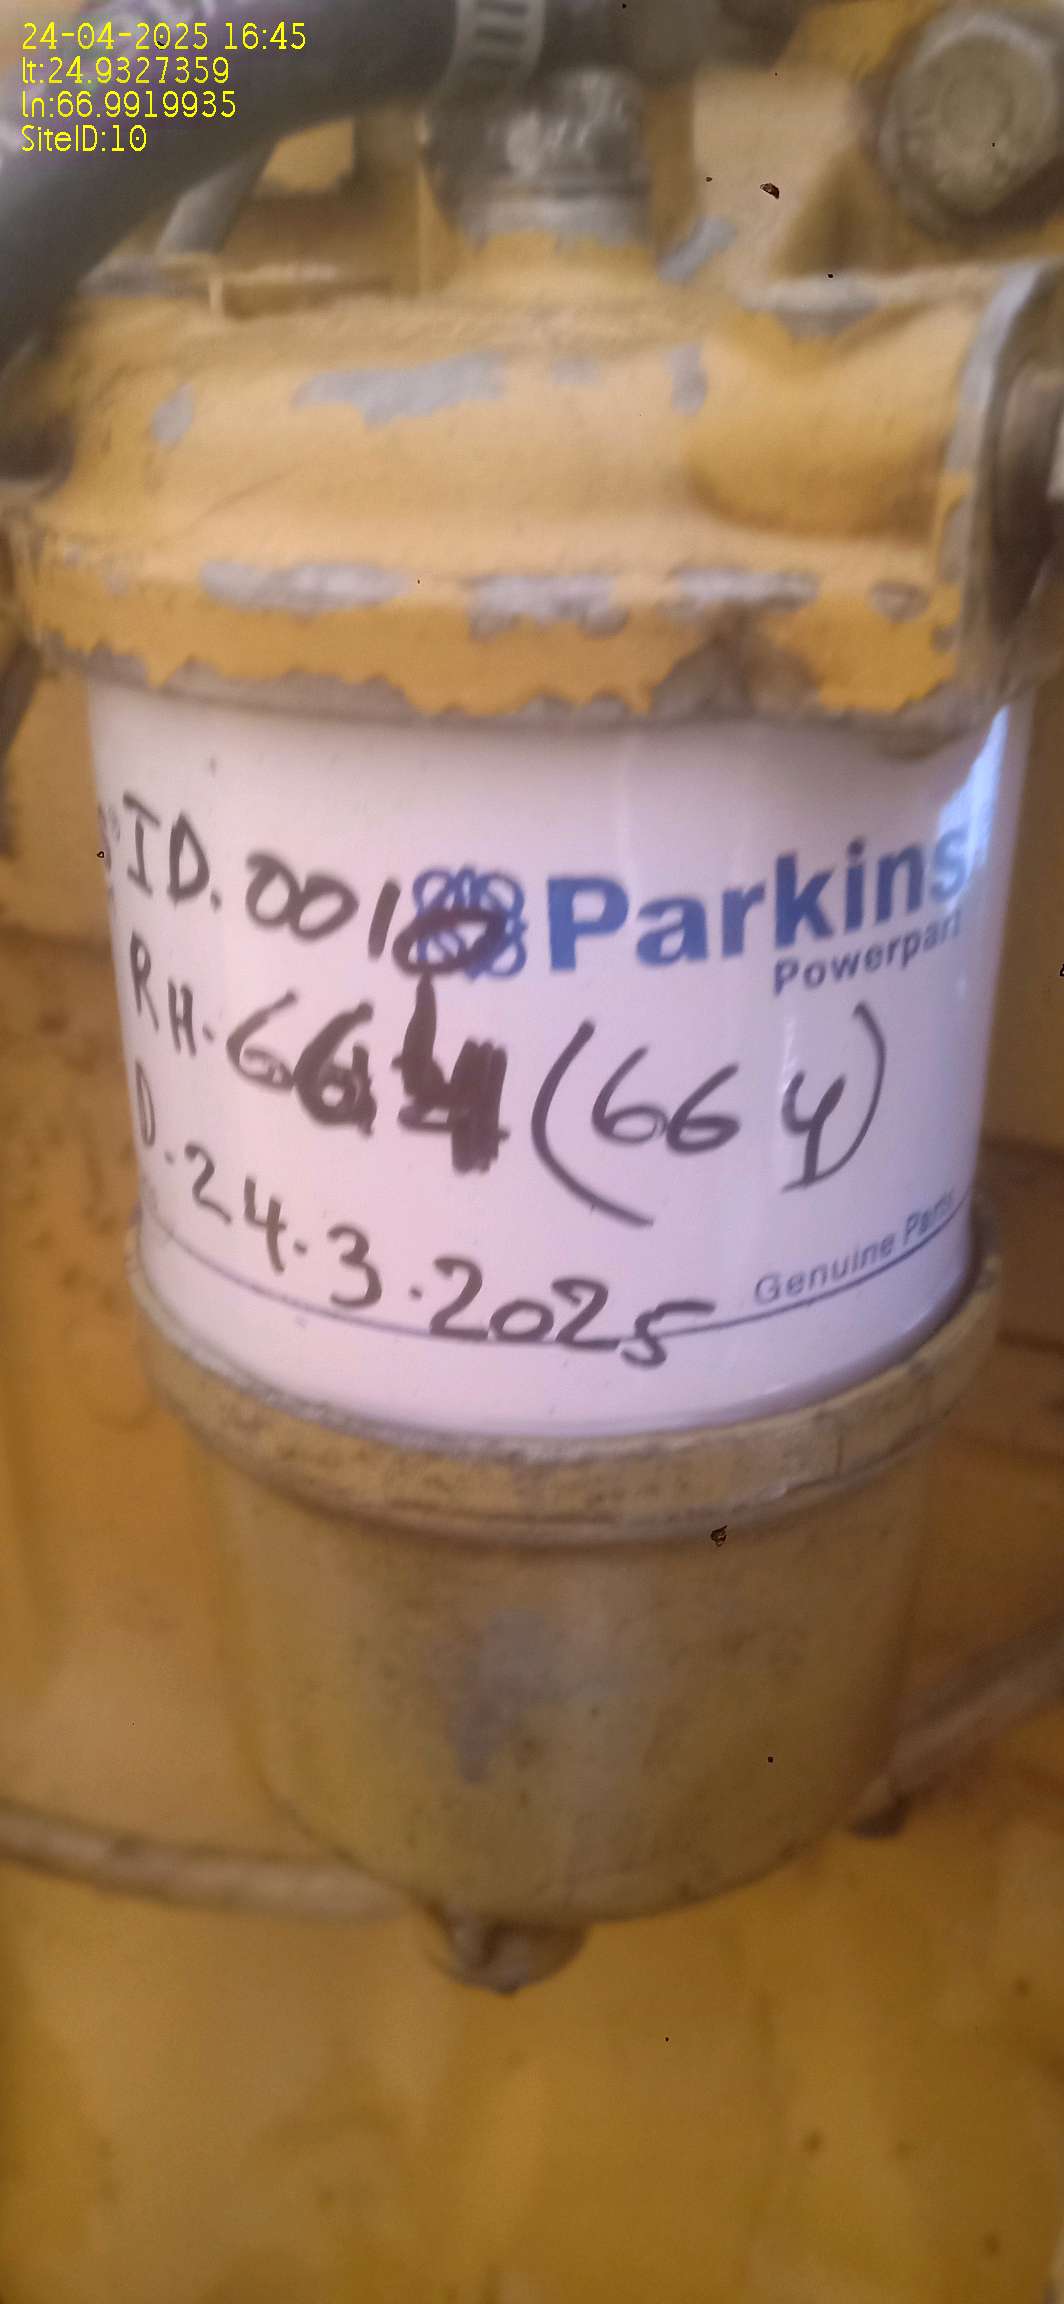 24-04-2025 16:45
lt:24.9327359
ln:66.9919935
SiteID:10
ID.0010
Parkins
Powerpart
RH-664 (664)
D.24.3.2025
Genuine Parts